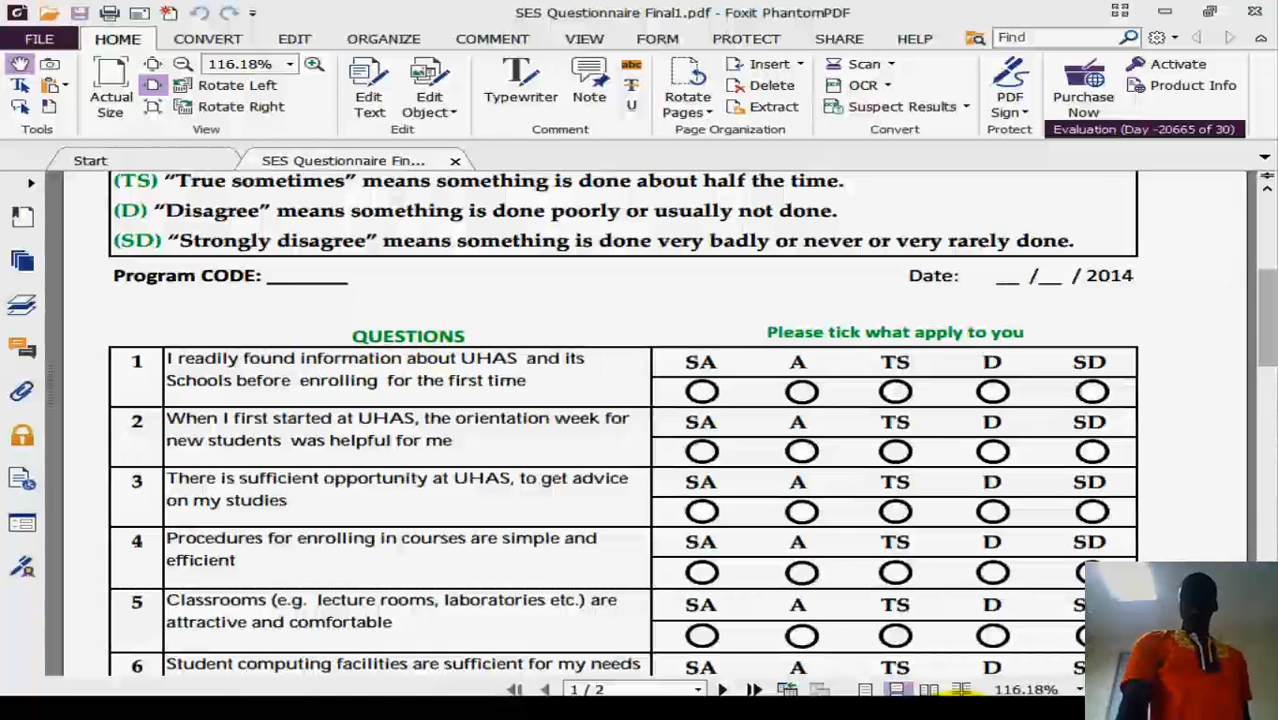 SES Questionnaire Final1.pdf - Foxit PhantomPDF
FILE HOME CONVERT EDIT ORGANIZE COMMENT VIEW FORM PROTECT SHARE HELP Find
Actual Size
116.18%
Rotate Left
Rotate Right
Edit Text
Edit Object
Typewriter
Note
abc
T
U
Rotate Pages
Insert
Delete
Extract
Scan
OCR
Suspect Results
PDF Sign
Purchase Now
Activate
Product Info
Tools View Edit Comment Page Organization Convert Protect Evaluation (Day -20665 of 30)
Start SES Questionnaire Fin...
(TS) “True sometimes” means something is done about half the time.
(D) “Disagree” means something is done poorly or usually not done.
(SD) “Strongly disagree” means something is done very badly or never or very rarely done.
Program CODE: _______ Date: __ /__ / 2014
QUESTIONS Please tick what apply to you
1 I readily found information about UHAS and its SA A TS D SD
Schools before enrolling for the first time
2 When I first started at UHAS, the orientation week for SA A TS D SD
new students was helpful for me
3 There is sufficient opportunity at UHAS, to get advice SA A TS D SD
on my studies
4 Procedures for enrolling in courses are simple and SA A TS D SD
efficient
5 Classrooms (e.g. lecture rooms, laboratories etc.) are SA A TS D S
attractive and comfortable
6 Student computing facilities are sufficient for my needs SA A TS D
1 / 2 116.18%